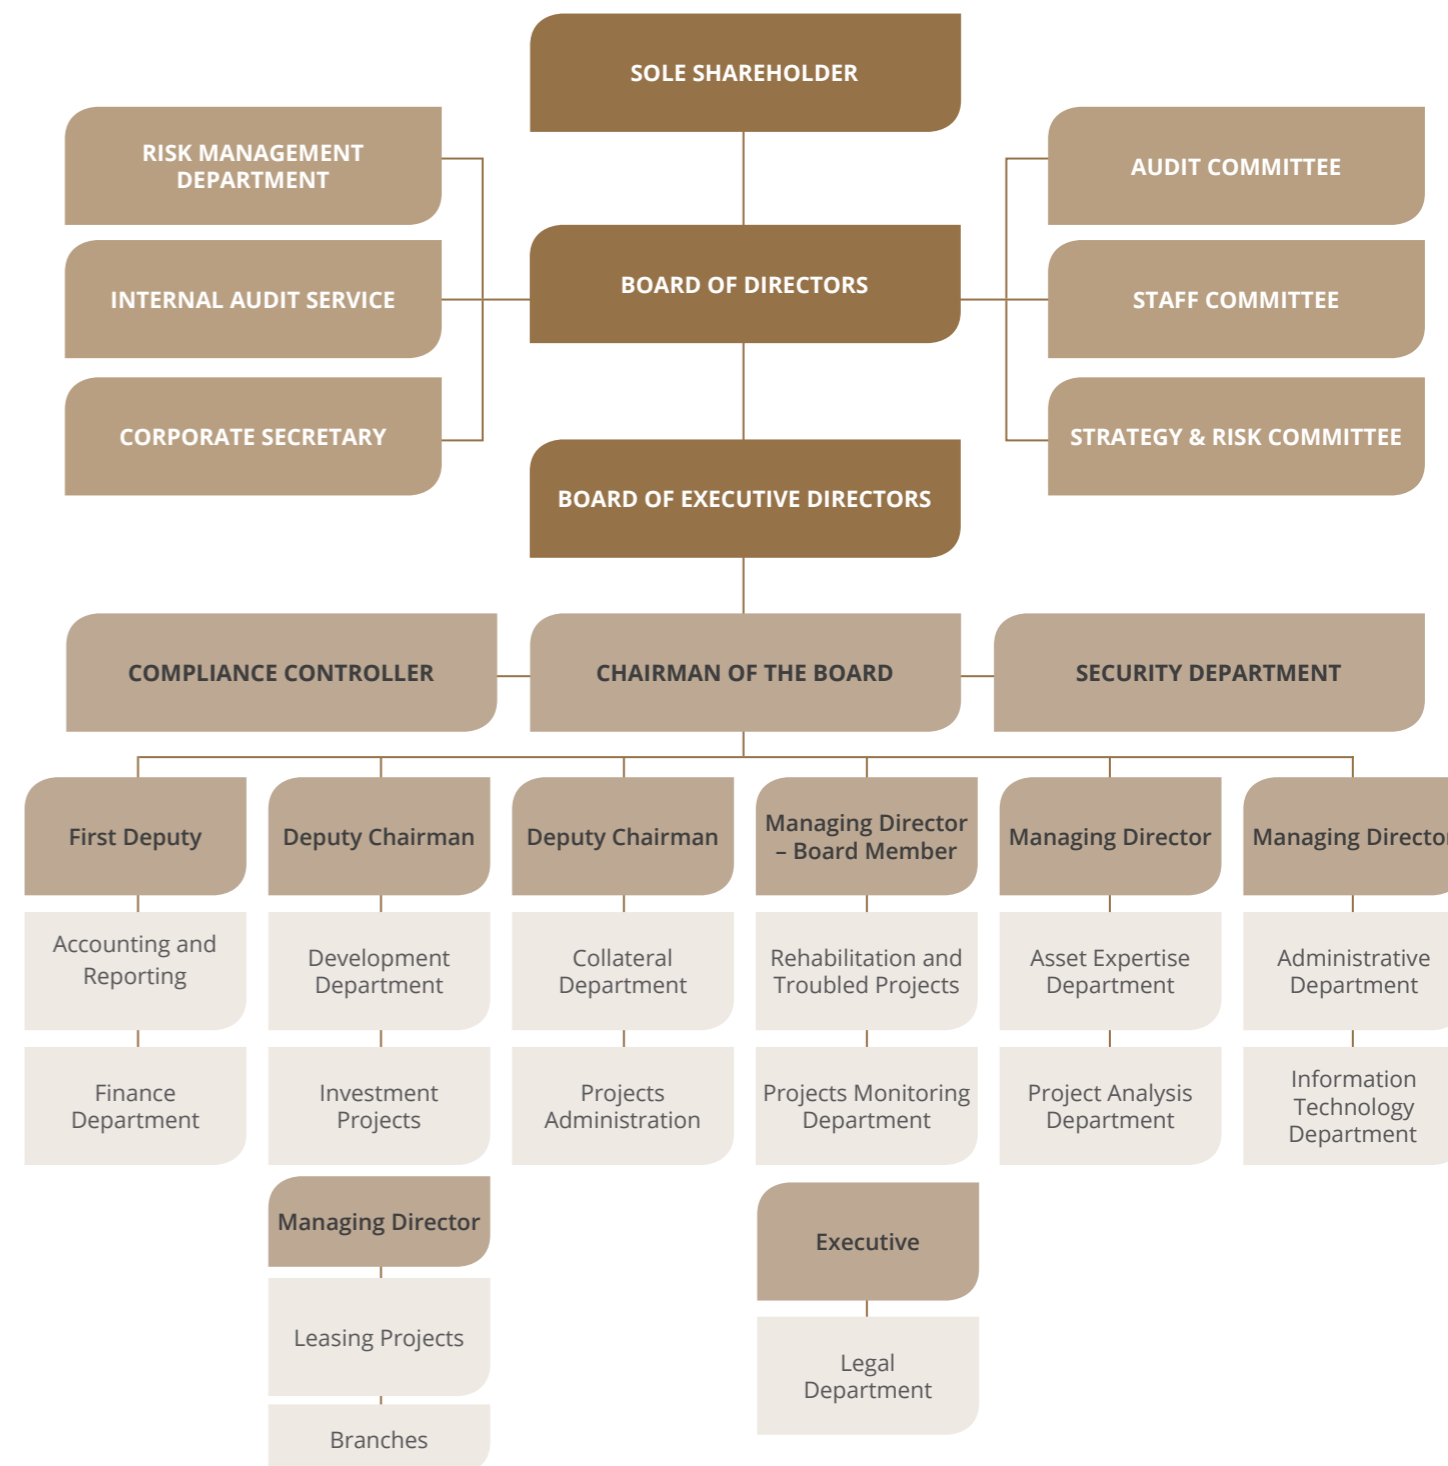 SOLE SHAREHOLDER
RISK MANAGEMENT
DEPARTMENT
AUDIT COMMITTEE
INTERNAL AUDIT SERVICE
BOARD OF DIRECTORS
STAFF COMMITTEE
CORPORATE SECRETARY
STRATEGY & RISK COMMITTEE
BOARD OF EXECUTIVE DIRECTORS
COMPLIANCE CONTROLLER
CHAIRMAN OF THE BOARD
SECURITY DEPARTMENT
First Deputy
Deputy Chairman
Deputy Chairman
Managing Director
– Board Member
Managing Director
Managing Director
Accounting and
Reporting
Development
Department
Collateral
Department
Rehabilitation and
Troubled Projects
Asset Expertise
Department
Administrative
Department
Finance
Department
Investment
Projects
Projects
Administration
Projects Monitoring
Department
Project Analysis
Department
Information
Technology
Department
Managing Director
Executive
Leasing Projects
Legal
Department
Branches